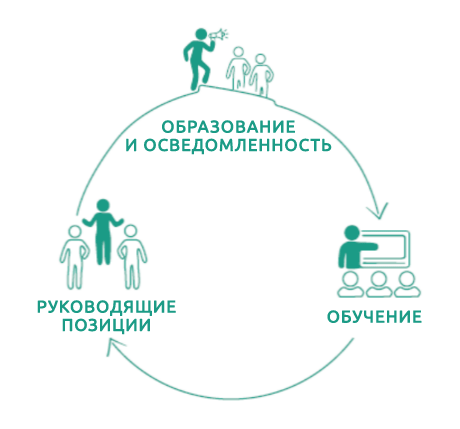 ОБРАЗОВАНИЕ
И ОСВЕДОМЛЕННОСТЬ
РУКОВОДЯЩИЕ
ПОЗИЦИИ
ОБУЧЕНИЕ